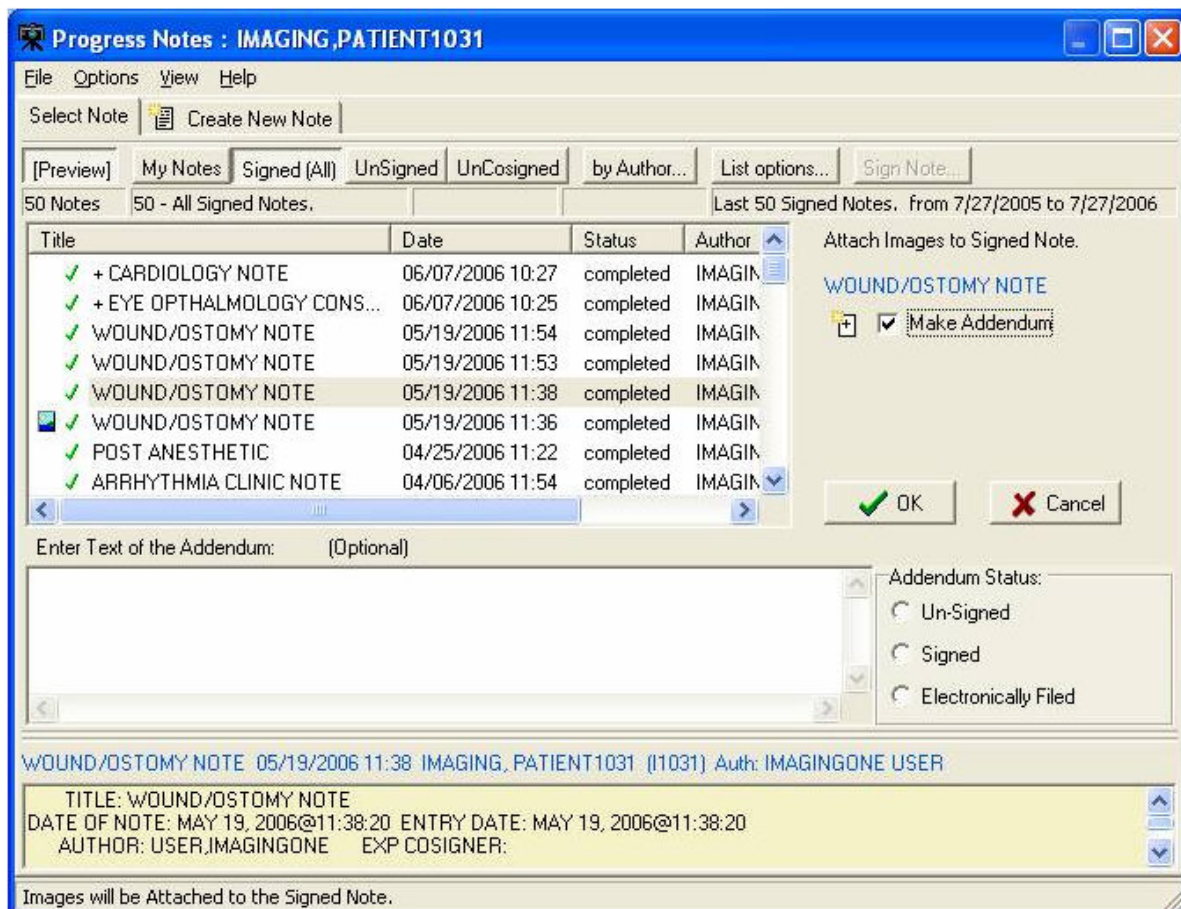 Progress Notes : IMAGING,PATIENT1031
File Options View Help
Select Note Create New Note
[Preview] My Notes Signed (All) UnSigned UnCosigned by Author... List options... Sign Note...
50 Notes 50 - All Signed Notes. Last 50 Signed Notes. from 7/27/2005 to 7/27/2006
Title Date Status Author
+ CARDIOLOGY NOTE 06/07/2006 10:27 completed IMAGIN
+ EYE OPTHALMOLOGY CONS... 06/07/2006 10:25 completed IMAGIN
WOUND/OSTOMY NOTE 05/19/2006 11:54 completed IMAGIN
WOUND/OSTOMY NOTE 05/19/2006 11:53 completed IMAGIN
WOUND/OSTOMY NOTE 05/19/2006 11:38 completed IMAGIN
WOUND/OSTOMY NOTE 05/19/2006 11:36 completed IMAGIN
POST ANESTHETIC 04/25/2006 11:22 completed IMAGIN
ARRHYTHMIA CLINIC NOTE 04/06/2006 11:54 completed IMAGIN
Attach Images to Signed Note.
WOUND/OSTOMY NOTE
Make Addendum
OK Cancel
Enter Text of the Addendum: (Optional)
Addendum Status:
Un-Signed
Signed
Electronically Filed
WOUND/OSTOMY NOTE 05/19/2006 11:38 IMAGING, PATIENT1031 (I1031) Auth: IMAGINGONE USER
TITLE: WOUND/OSTOMY NOTE
DATE OF NOTE: MAY 19, 2006@11:38:20 ENTRY DATE: MAY 19, 2006@11:38:20
AUTHOR: USER,IMAGINGONE EXP COSIGNER:
Images will be Attached to the Signed Note.